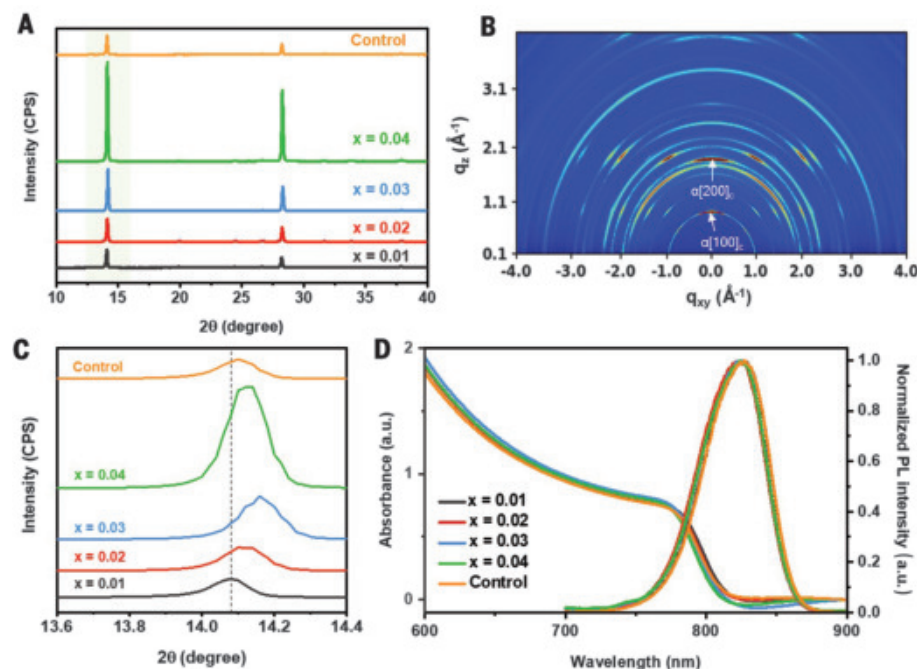 A
Control
x = 0.04
x = 0.03
x = 0.02
x = 0.01
Intensity (CPS)
10 15 20 25 30 35 40
2θ (degree)
B
3.1
2.1
1.1
0.1
qz (Å-1)
α[200]c
α[100]c
-4.0 -3.0 -2.0 -1.0 0.0 1.0 2.0 3.0 4.0
qxy (Å-1)
C
Control
x = 0.04
x = 0.03
x = 0.02
x = 0.01
Intensity (CPS)
13.6 13.8 14.0 14.2 14.4
2θ (degree)
D
2
1
0
Absorbance (a.u.)
x = 0.01
x = 0.02
x = 0.03
x = 0.04
Control
1.0
0.8
0.6
0.4
0.2
0.0
Normalized PL intensity (a.u.)
600 700 800 900
Wavelength (nm)